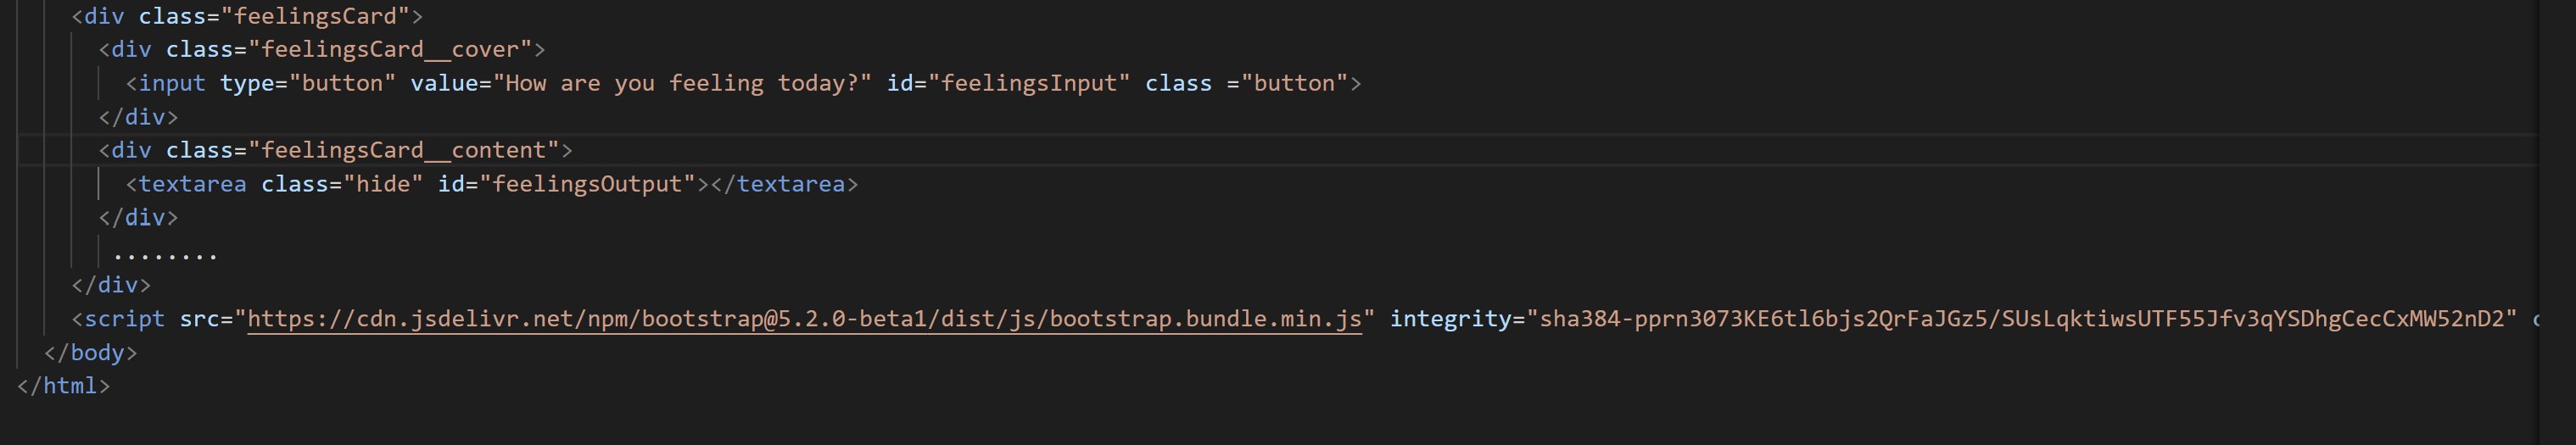 <div class="feelingsCard">
<div class="feelingsCard__cover">
<input type="button" value="How are you feeling today?" id="feelingsInput" class ="button">
</div>
<div class="feelingsCard__content">
<textarea class="hide" id="feelingsOutput"></textarea>
</div>
........
</div>
<script src="https://cdn.jsdelivr.net/npm/bootstrap@5.2.0-beta1/dist/js/bootstrap.bundle.min.js" integrity="sha384-pprn3073KE6tl6bjs2QrFaJGz5/SUsLqktiwsUTF55Jfv3qYSDhgCecCxMW52nD2"
</body>
</html>